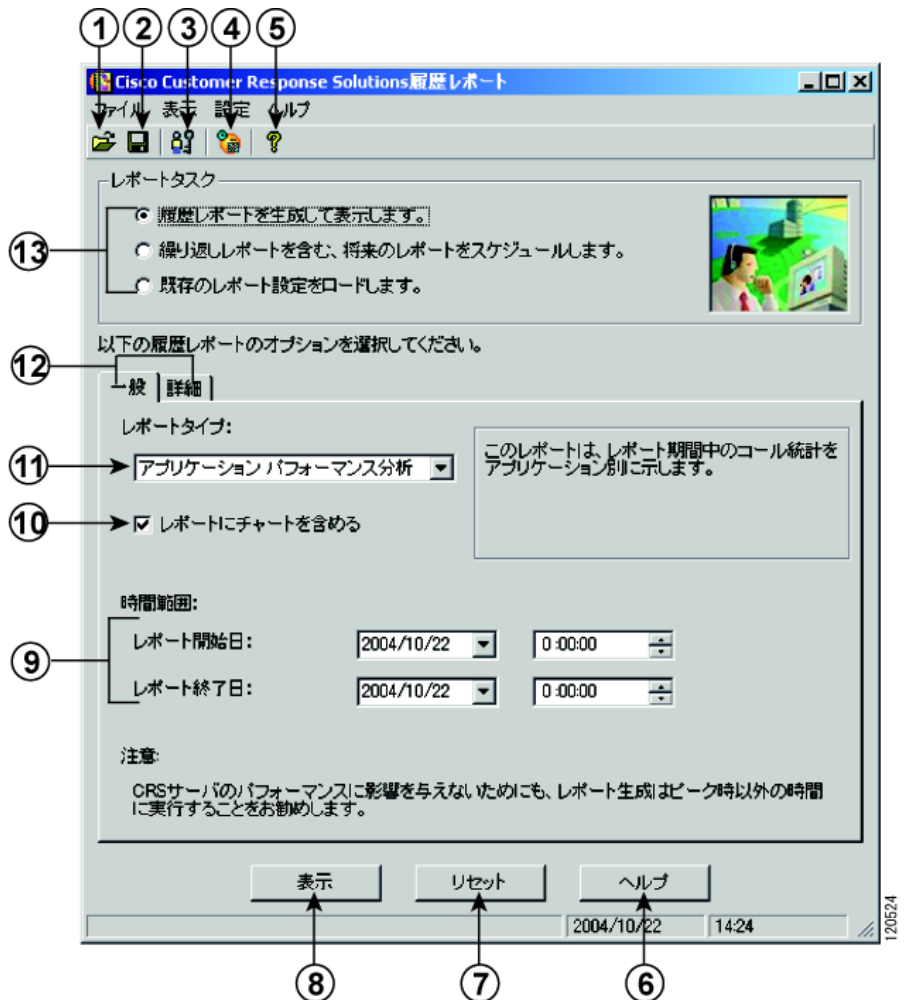 1 2 3 4 5
Cisco Customer Response Solutions履歴レポート
ファイル 表示 設定 ヘルプ
レポートタスク
履歴レポートを生成して表示します。
13
繰り返しレポートを含む、将来のレポートをスケジュールします。
既存のレポート設定をロードします。
以下の履歴レポートのオプションを選択してください。
12
一般 詳細
レポートタイプ:
11
アプリケーション パフォーマンス分析
このレポートは、レポート期間中のコール統計を
アプリケーション別に示します。
10
レポートにチャートを含める
時間範囲:
9
レポート開始日: 2004/10/22 0:00:00
レポート終了日: 2004/10/22 0:00:00
注意:
CRSサーバのパフォーマンスに影響を与えないためにも、レポート生成はピーク時以外の時間
に実行することをお勧めします。
表示 リセット ヘルプ
2004/10/22 14:24
120524
8 7 6